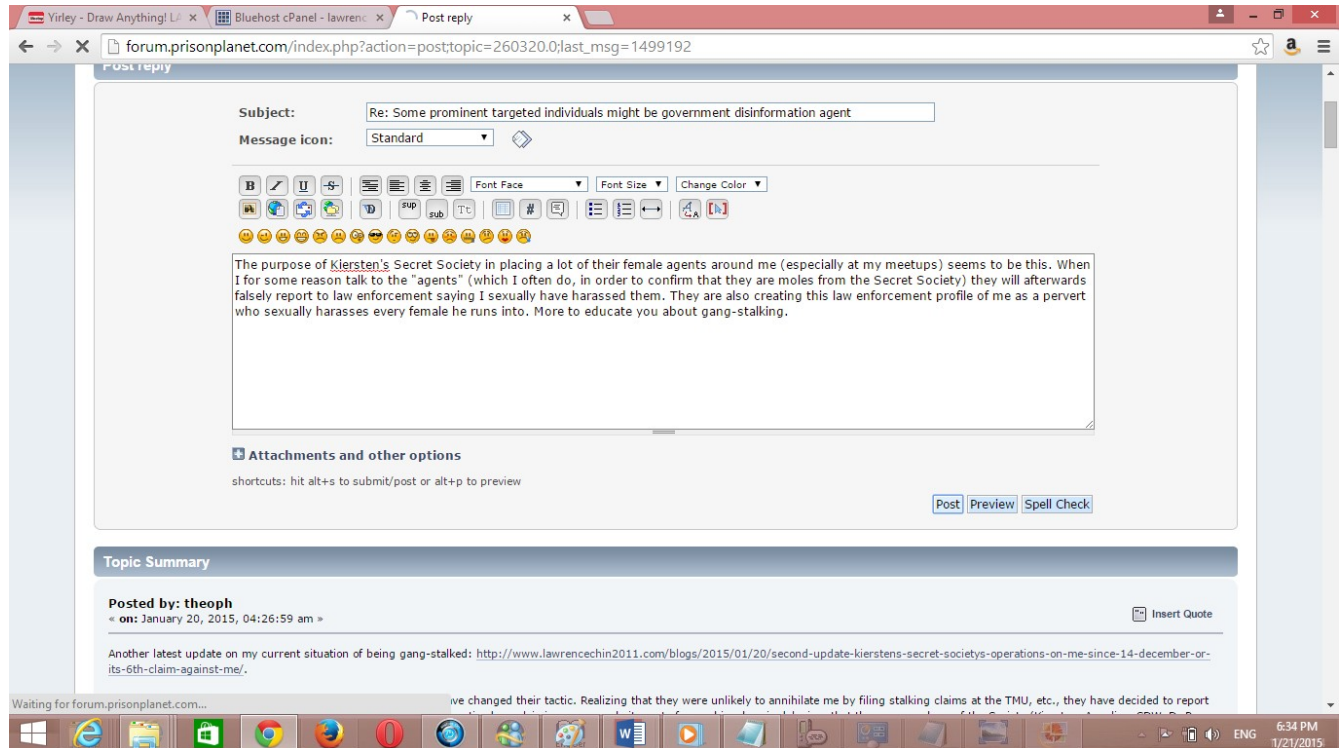 Yirley - Draw Anything! LA
Bluehost cPanel - lawrenc
Post reply
forum.prisonplanet.com/index.php?action=post;topic=260320.0;last_msg=1499192
Post reply
Subject: Re: Some prominent targeted individuals might be government disinformation agent
Message icon: Standard
B I U S Font Face Font Size Change Color
sup sub Tt #
The purpose of Kiersten's Secret Society in placing a lot of their female agents around me (especially at my meetups) seems to be this. When
I for some reason talk to the "agents" (which I often do, in order to confirm that they are moles from the Secret Society) they will afterwards
falsely report to law enforcement saying I sexually have harassed them. They are also creating this law enforcement profile of me as a pervert
who sexually harasses every female he runs into. More to educate you about gang-stalking.
Attachments and other options
shortcuts: hit alt+s to submit/post or alt+p to preview
Post Preview Spell Check
Topic Summary
Posted by: theoph
« on: January 20, 2015, 04:26:59 am »
Insert Quote
Another latest update on my current situation of being gang-stalked: http://www.lawrencechin2011.com/blogs/2015/01/20/second-update-kierstens-secret-societys-operations-on-me-since-14-december-or-
its-6th-claim-against-me/.
Waiting for forum.prisonplanet.com...
ve changed their tactic. Realizing that they were unlikely to annihilate me by filing stalking claims at the TMU, etc., they have decided to report
ENG
6:34 PM
1/21/2015